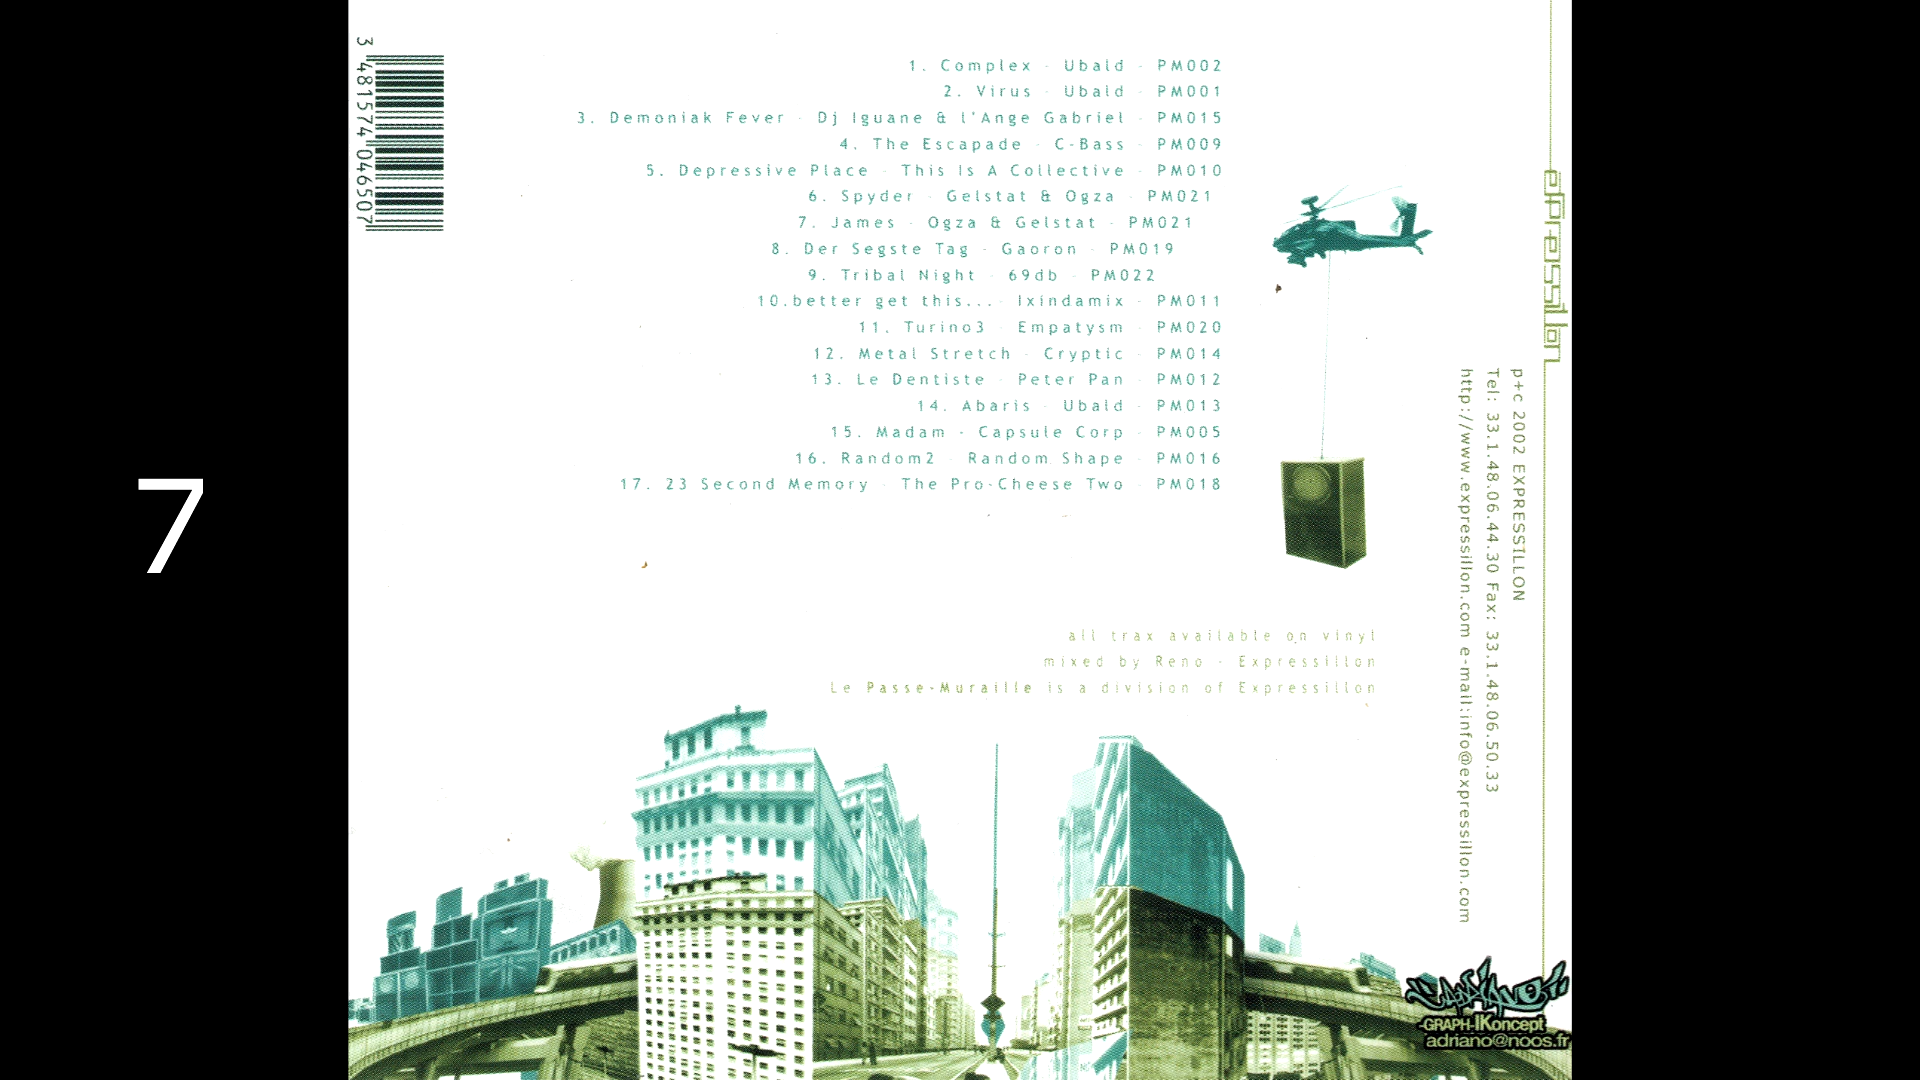 7
3 481574 046507
1. Complex - Ubald - PM002
2. Virus - Ubald - PM001
3. Demoniak Fever - Dj Iguane & l'Ange Gabriel - PM015
4. The Escapade - C-Bass - PM009
5. Depressive Place - This Is A Collective - PM010
6. Spyder - Gelstat & Ogza - PM021
7. James - Ogza & Gelstat - PM021
8. Der Segste Tag - Gaoron - PM019
9. Tribal Night - 69db - PM022
10.better get this... - Ixindamix - PM011
11. Turino3 - Empatysm - PM020
12. Metal Stretch - Cryptic - PM014
13. Le Dentiste - Peter Pan - PM012
14. Abaris - Ubald - PM013
15. Madam - Capsule Corp - PM005
16. Random2 - Random Shape - PM016
17. 23 Second Memory - The Pro-Cheese Two - PM018
all trax available on vinyl
mixed by Reno - Expressillon
Le Passe-Muraille is a division of Expressillon
expressillon
p+c 2002 EXPRESSILLON
Tel: 33.1.48.06.44.30 Fax: 33.1.48.06.50.33
http://www.expressillon.com e-mail:info@expressillon.com
-GRAPH-IKoncept
adriano@noos.fr